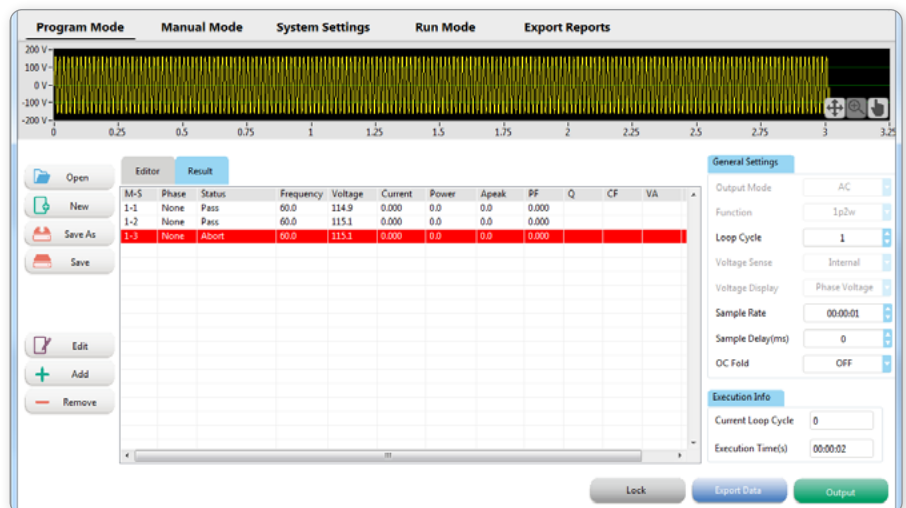 Program Mode Manual Mode System Settings Run Mode Export Reports
200 V
100 V
0 V
-100 V
-200 V
0 0.25 0.5 0.75 1 1.25 1.5 1.75 2 2.25 2.5 2.75 3 3.25
Open
New
Save As
Save
Edit
Add
Remove
Editor Result
M-S Phase Status Frequency Voltage Current Power Apeak PF Q CF VA
1-1 None Pass 60.0 114.9 0.000 0.0 0.0 0.000
1-2 None Pass 60.0 115.1 0.000 0.0 0.0 0.000
1-3 None Abort 60.0 115.1 0.000 0.0 0.0 0.000
General Settings
Output Mode AC
Function 1p2w
Loop Cycle 1
Voltage Sense Internal
Voltage Display Phase Voltage
Sample Rate 00:00:01
Sample Delay(ms) 0
OC Fold OFF
Execution Info
Current Loop Cycle 0
Execution Time(s) 00:00:02
Lock Export Data Output